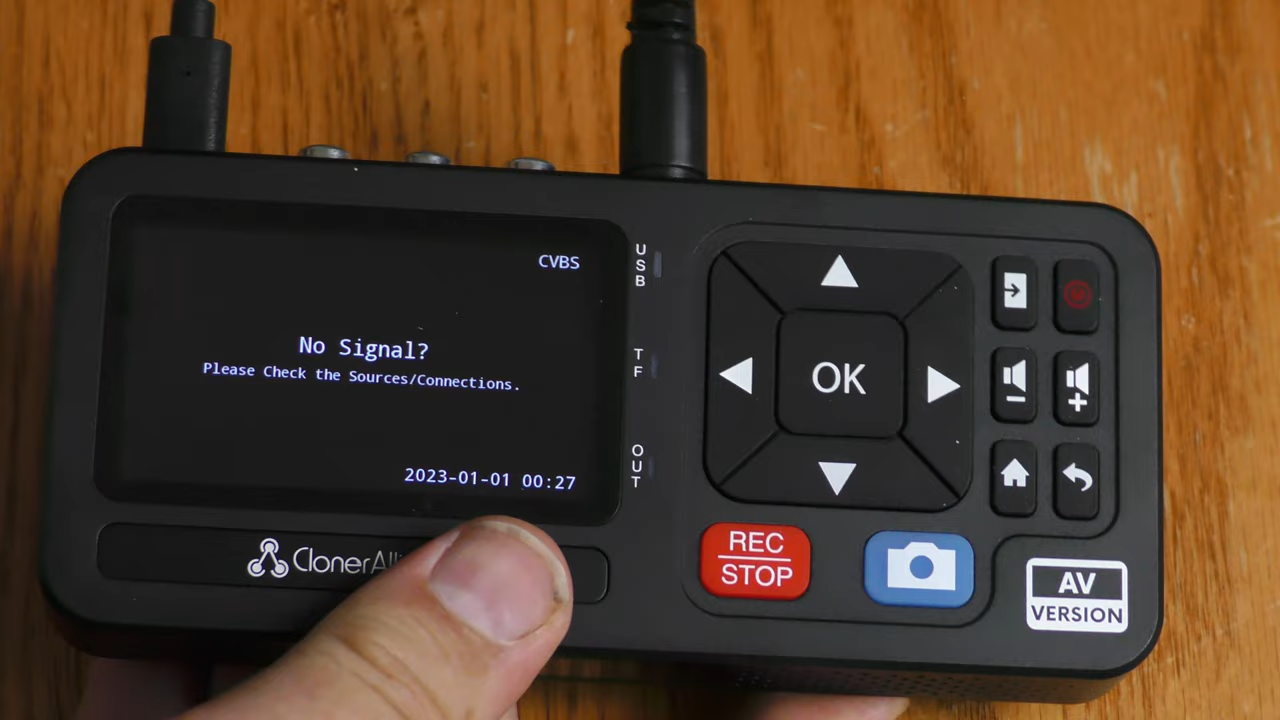 CVBS
No Signal?
Please Check the Sources/Connections.
2023-01-01 00:27
USB
TF
OUT
OK
REC
STOP
AV
VERSION